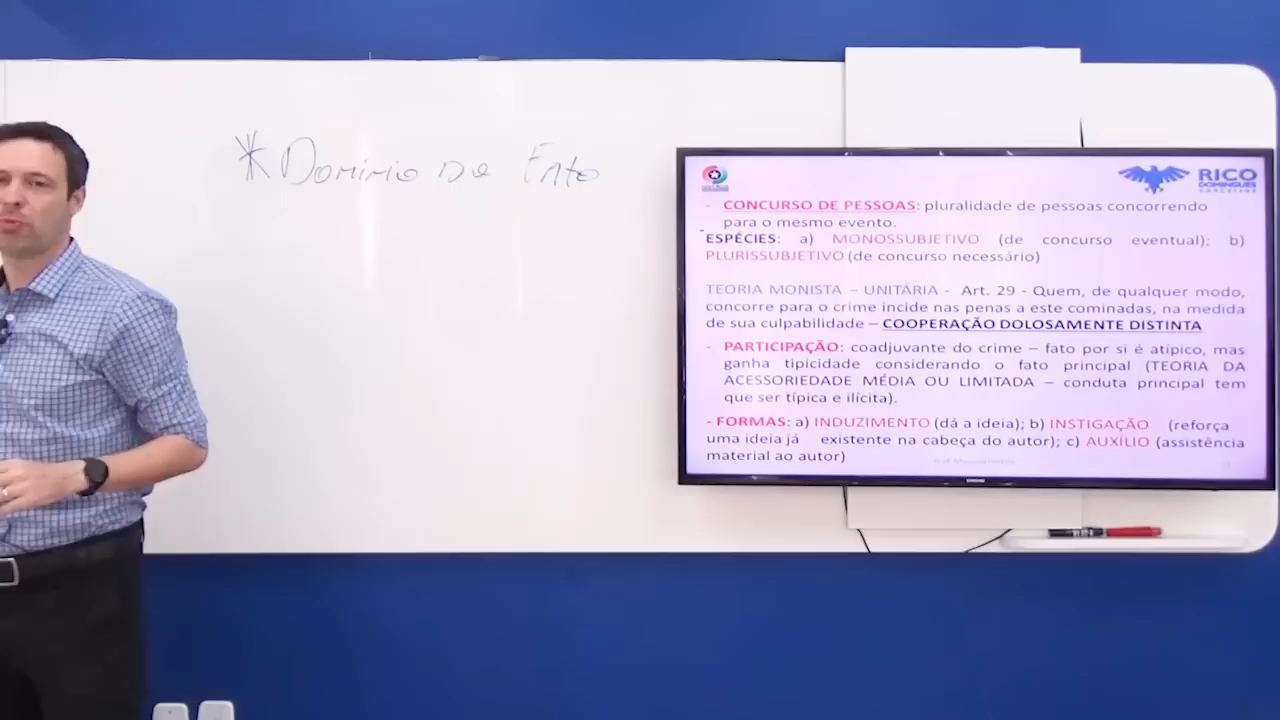 * Domínio do Fato
RICO
DOMINGUES
- CONCURSO DE PESSOAS: pluralidade de pessoas concorrendo
para o mesmo evento.
- ESPÉCIES: a) MONOSSUBJETIVO (de concurso eventual); b)
PLURISSUBJETIVO (de concurso necessário)
TEORIA MONISTA – UNITÁRIA - Art. 29 - Quem, de qualquer modo,
concorre para o crime incide nas penas a este cominadas, na medida
de sua culpabilidade – COOPERAÇÃO DOLOSAMENTE DISTINTA
- PARTICIPAÇÃO: coadjuvante do crime – fato por si é atípico, mas
ganha tipicidade considerando o fato principal (TEORIA DA
ACESSORIEDADE MÉDIA OU LIMITADA – conduta principal tem
que ser típica e ilícita).
- FORMAS: a) INDUZIMENTO (dá a ideia); b) INSTIGAÇÃO (reforça
uma ideia já existente na cabeça do autor); c) AUXÍLIO (assistência
material ao autor)